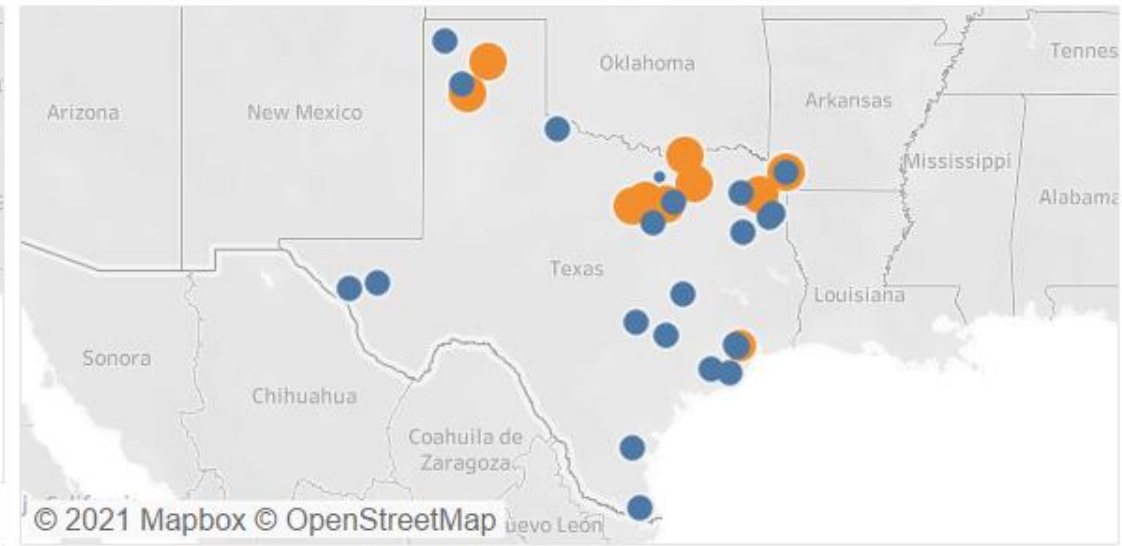 Oklahoma
Tennes
Arizona
New Mexico
Arkansas
Mississippi
Alabama
Texas
Louisiana
Sonora
Chihuahua
Coahuila de
Zaragoza
© 2021 Mapbox © OpenStreetMap
uevo León